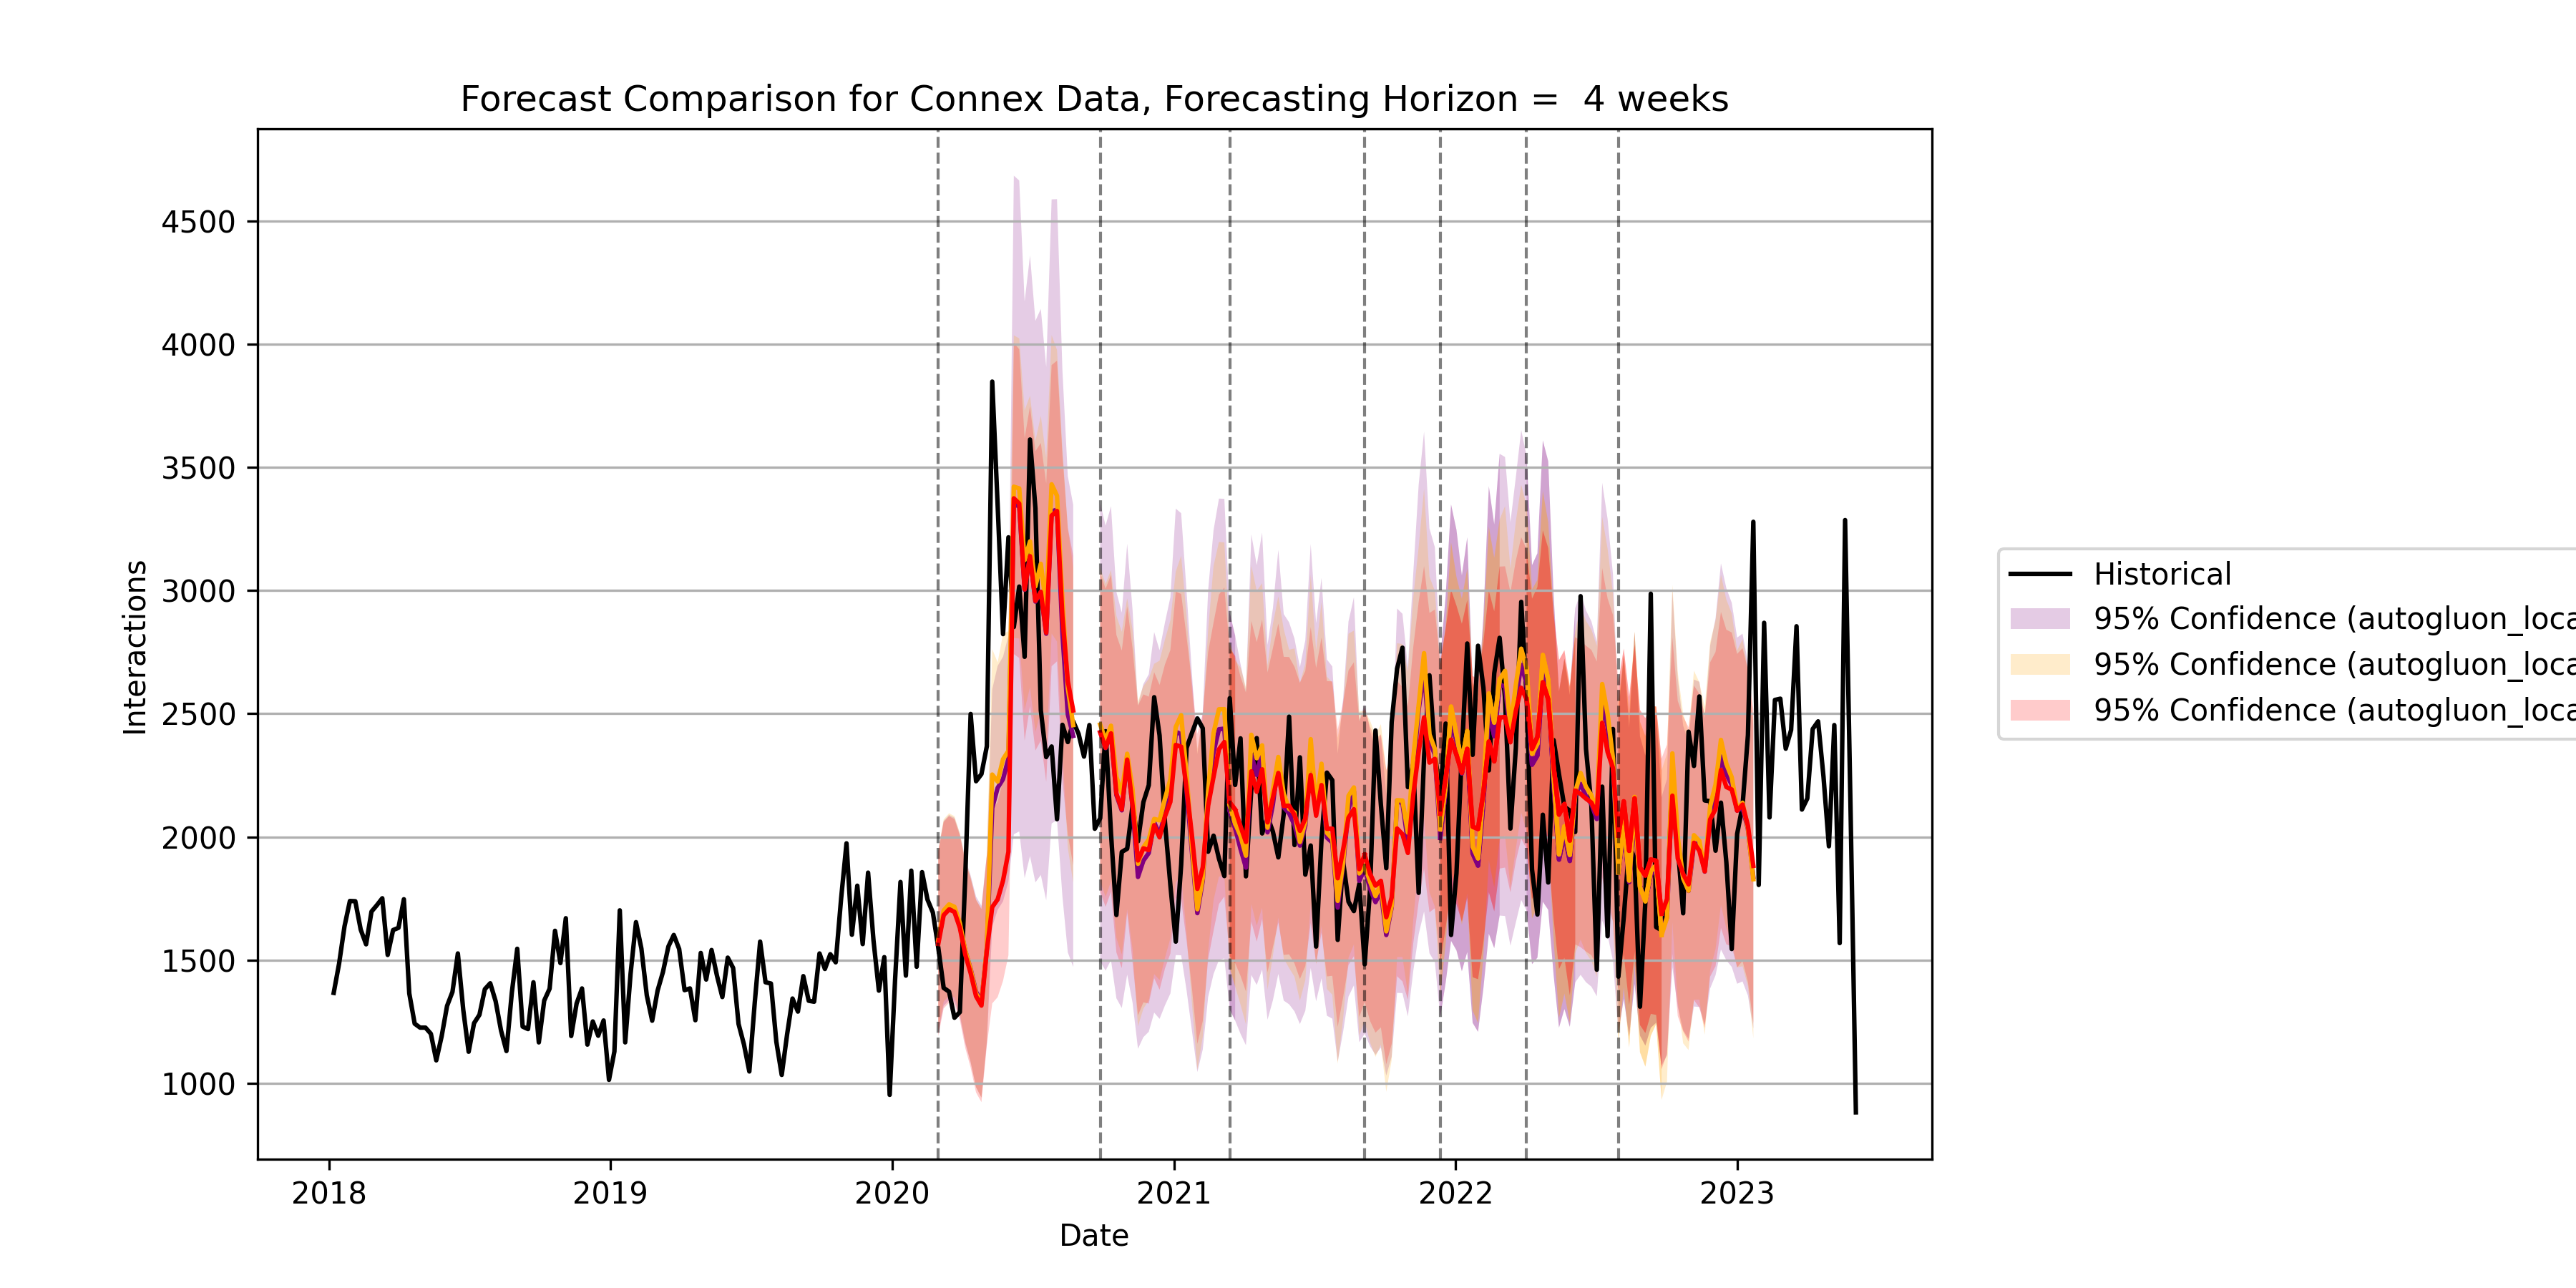 Forecast Comparison for Connex Data, Forecasting Horizon =  4 weeks
Interactions
4500
4000
3500
3000
2500
2000
1500
1000
2018 2019 2020 2021 2022 2023
Date
Historical
95% Confidence (autogluon_loca
95% Confidence (autogluon_loca
95% Confidence (autogluon_loca